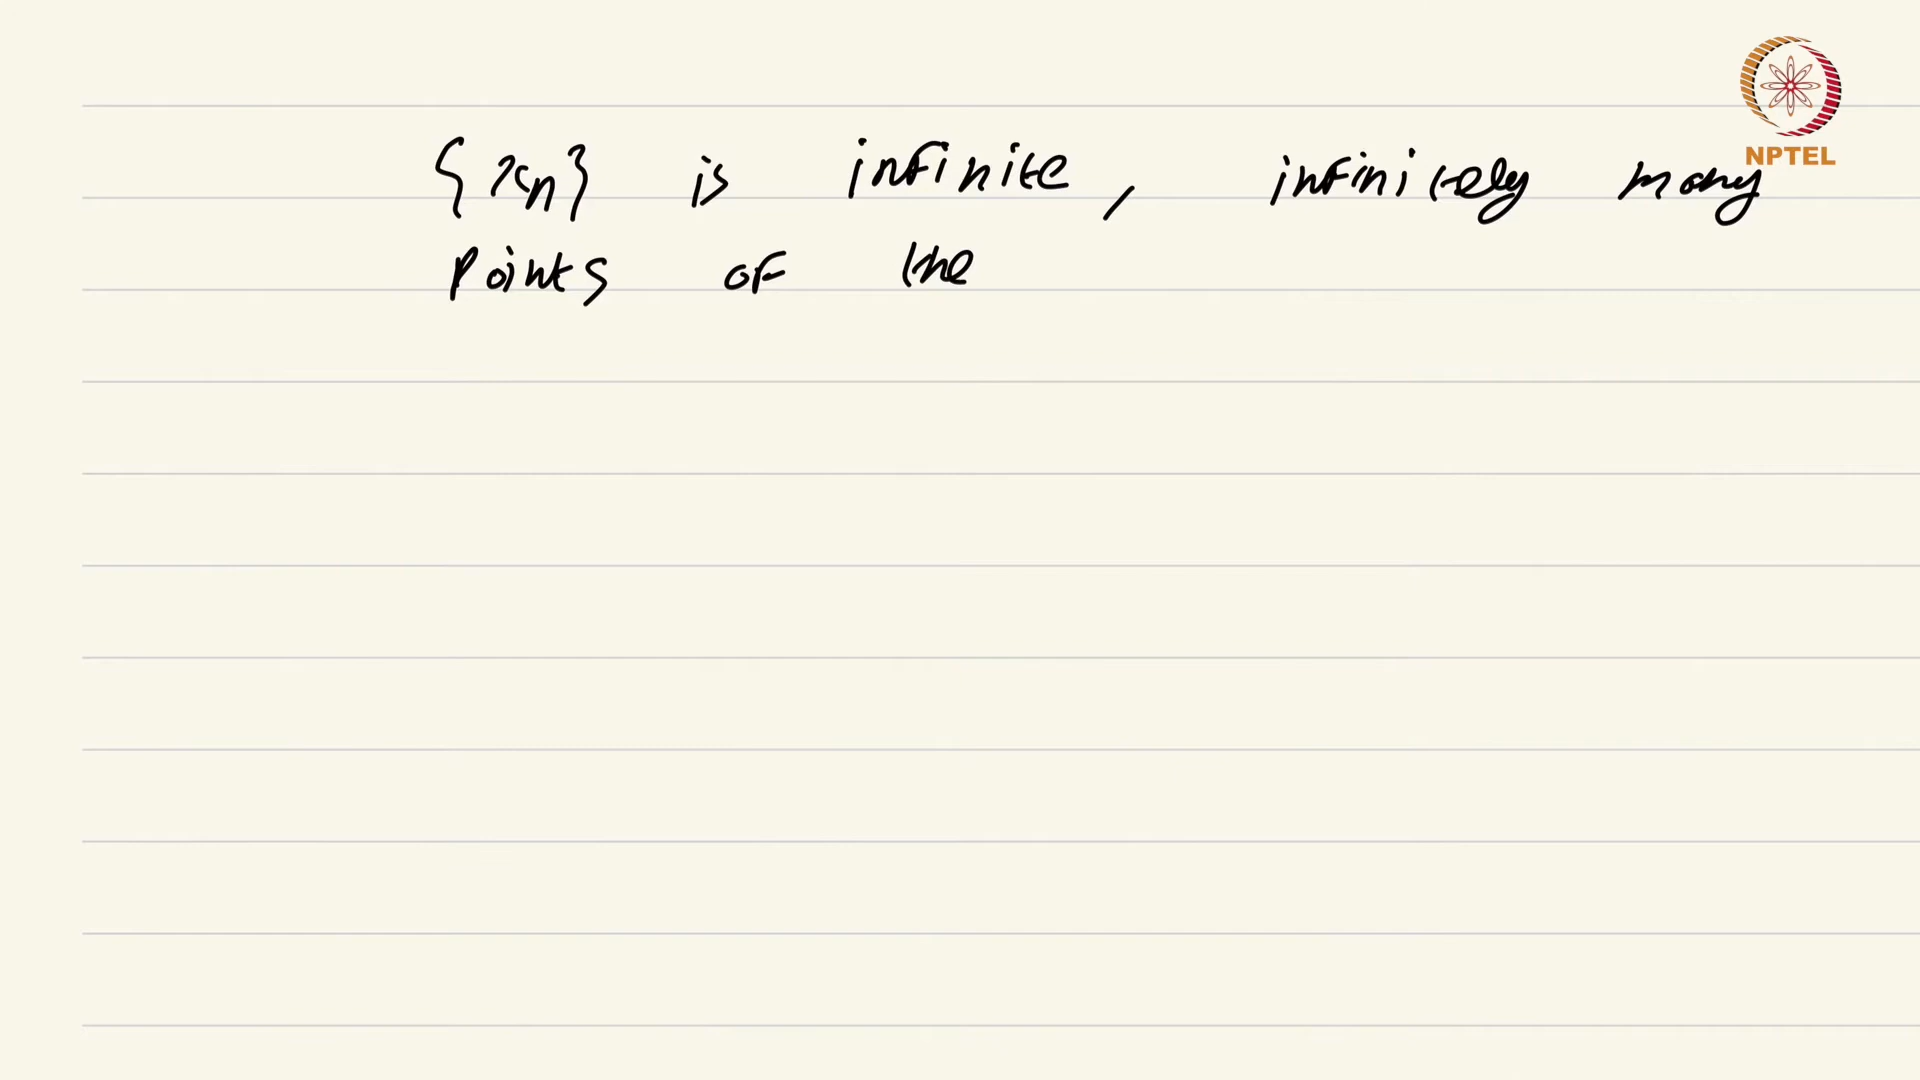 {xn} is infinite, infinitely many
points of the
NPTEL